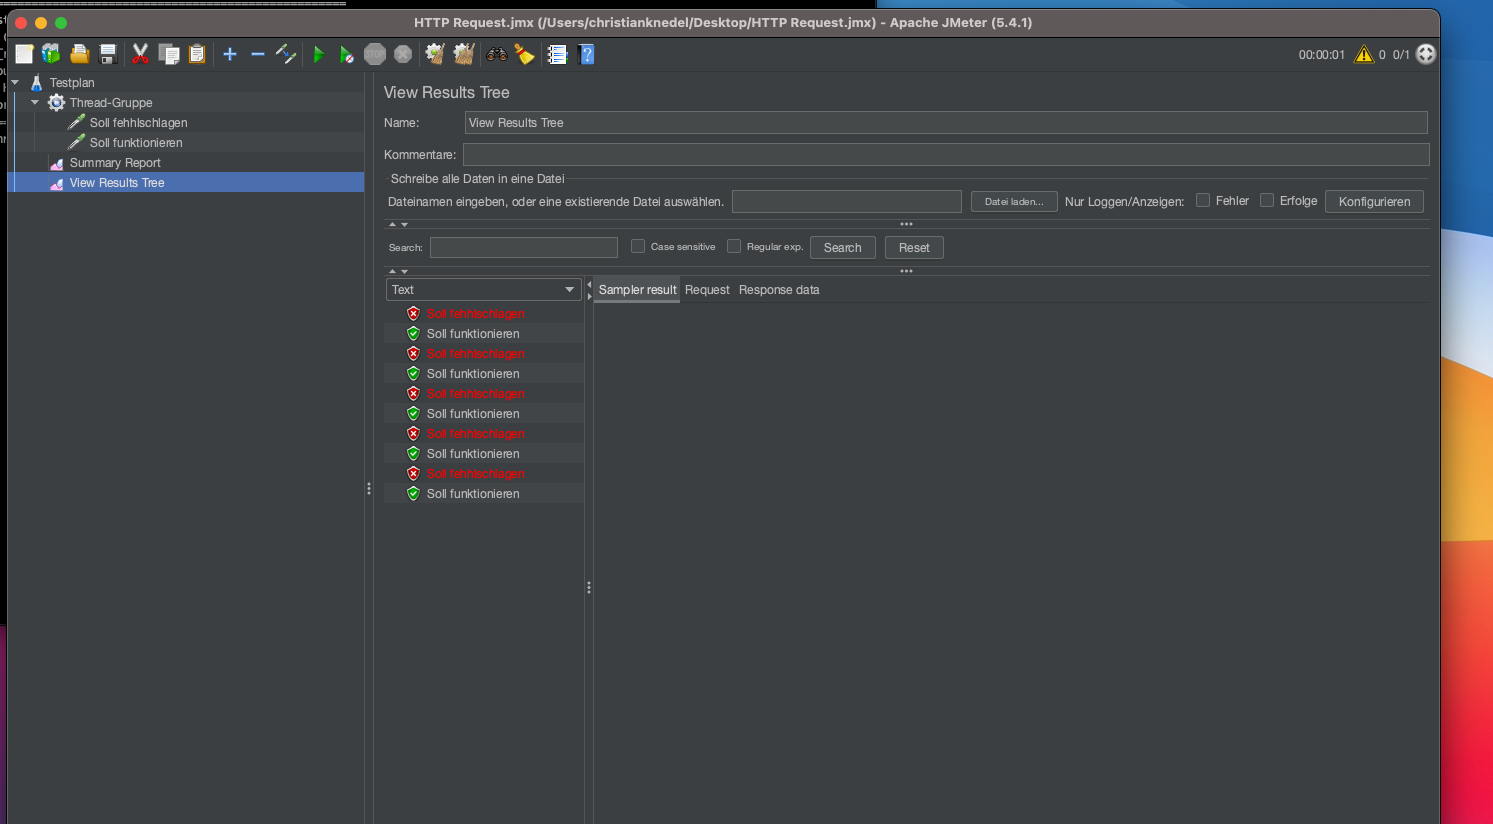 HTTP Request.jmx (/Users/christianknedel/Desktop/HTTP Request.jmx) - Apache JMeter (5.4.1)
STOP
00:00:01 0 0/1
Testplan
Thread-Gruppe
Soll fehhlschlagen
Soll funktionieren
Summary Report
View Results Tree
View Results Tree
Name: View Results Tree
Kommentare:
Schreibe alle Daten in eine Datei
Dateinamen eingeben, oder eine existierende Datei auswählen. Datei laden... Nur Loggen/Anzeigen: Fehler Erfolge Konfigurieren
Search: Case sensitive Regular exp. Search Reset
Text
Sampler result Request Response data
Soll fehhlschlagen
Soll funktionieren
Soll fehhlschlagen
Soll funktionieren
Soll fehhlschlagen
Soll funktionieren
Soll fehhlschlagen
Soll funktionieren
Soll fehhlschlagen
Soll funktionieren